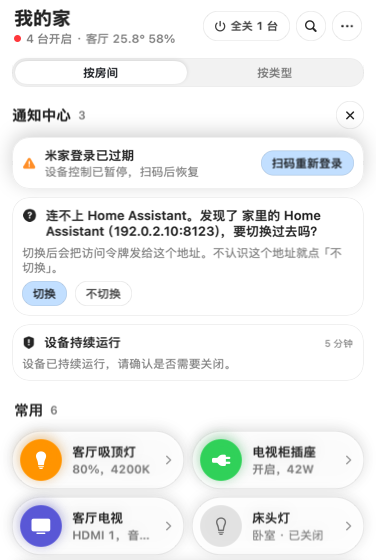 我的家
4 台开启 · 客厅 25.8° 58%
全关 1 台
按房间
按类型
通知中心 3
米家登录已过期
设备控制已暂停，扫码后恢复
扫码重新登录
连不上 Home Assistant。发现了 家里的 Home
Assistant (192.0.2.10:8123)，要切换过去吗?
切换后会把访问令牌发给这个地址。不认识这个地址就点「不
切换」。
切换
不切换
设备持续运行
5 分钟
设备已持续运行，请确认是否需要关闭。
常用 6
客厅吸顶灯
80%，4200K
电视柜插座
开启，42W
客厅电视
HDMI 1，音...
床头灯
卧室 · 已关闭